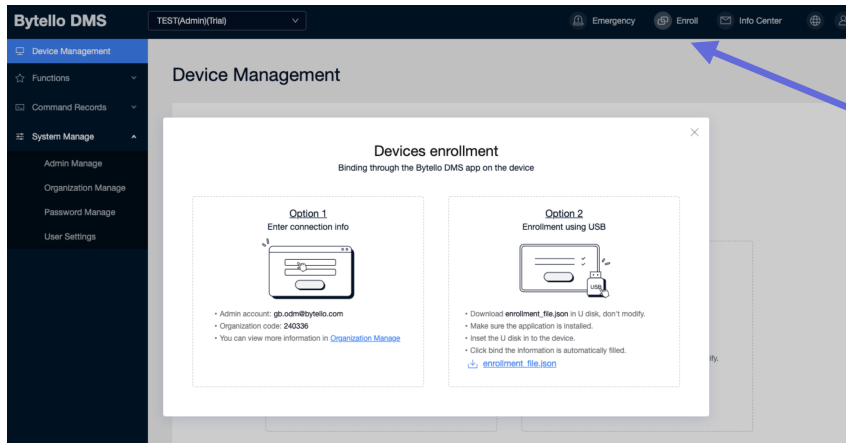 Bytello DMS
TEST(Admin)(Trial)
Emergency
Enroll
Info Center
Device Management
Functions
Command Records
System Manage
Admin Manage
Organization Manage
Password Manage
User Settings
Device Management
Devices enrollment
Binding through the Bytello DMS app on the device
Option 1
Enter connection info
• Admin account: gb.odm@bytello.com
• Organization code: 240336
• You can view more information in Organization Manage
Option 2
Enrollment using USB
USB
• Download enrollment_file.json in U disk, don't modify.
• Make sure the application is installed.
• Inset the U disk in to the device.
• Click bind the information is automatically filled.
enrollment_file.json
ify.